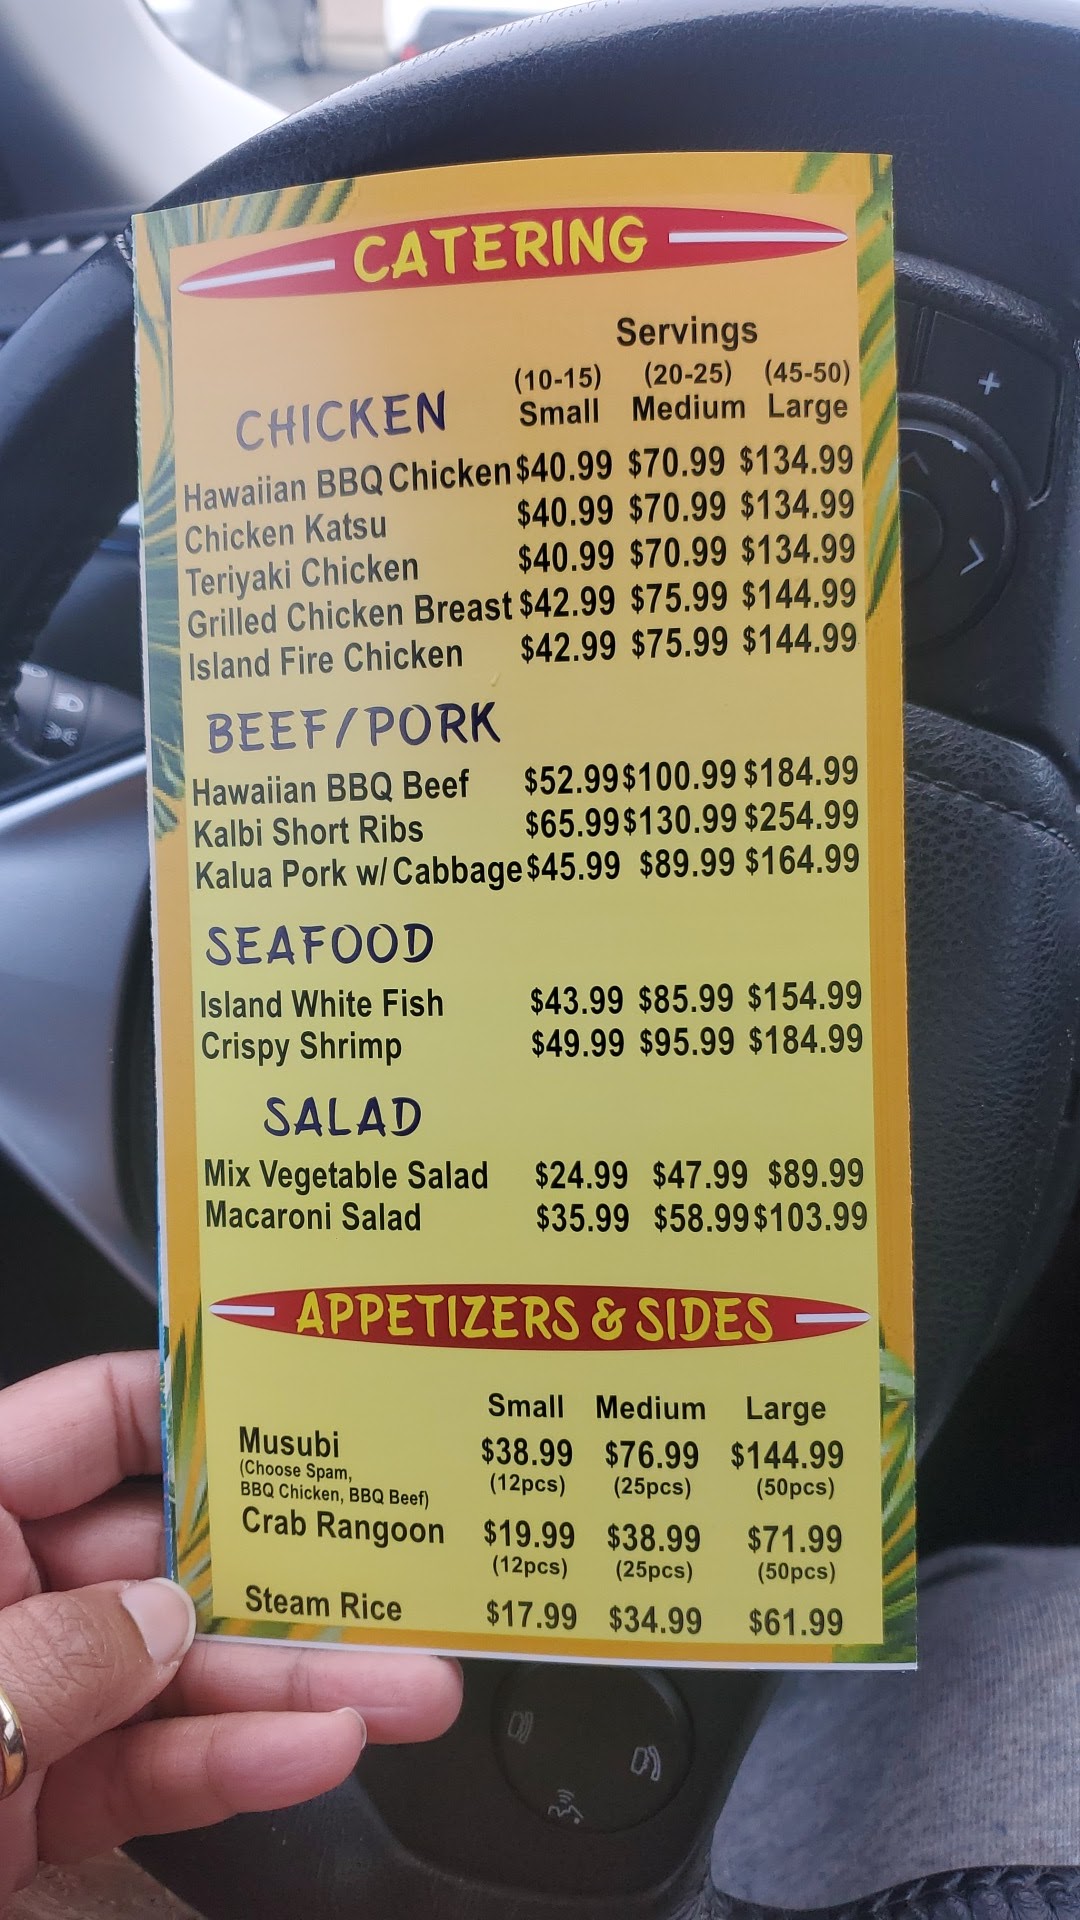 CATERING
Servings
(10-15) (20-25) (45-50)
CHICKEN Small Medium Large
Hawaiian BBQ Chicken $40.99 $70.99 $134.99
Chicken Katsu $40.99 $70.99 $134.99
Teriyaki Chicken $40.99 $70.99 $134.99
Grilled Chicken Breast $42.99 $75.99 $144.99
Island Fire Chicken $42.99 $75.99 $144.99
BEEF/PORK
Hawaiian BBQ Beef $52.99 $100.99 $184.99
Kalbi Short Ribs $65.99 $130.99 $254.99
Kalua Pork w/ Cabbage $45.99 $89.99 $164.99
SEAFOOD
Island White Fish $43.99 $85.99 $154.99
Crispy Shrimp $49.99 $95.99 $184.99
SALAD
Mix Vegetable Salad $24.99 $47.99 $89.99
Macaroni Salad $35.99 $58.99 $103.99
APPETIZERS & SIDES
Small Medium Large
Musubi $38.99 $76.99 $144.99
(Choose Spam, (12pcs) (25pcs) (50pcs)
BBQ Chicken, BBQ Beef)
Crab Rangoon $19.99 $38.99 $71.99
(12pcs) (25pcs) (50pcs)
Steam Rice $17.99 $34.99 $61.99